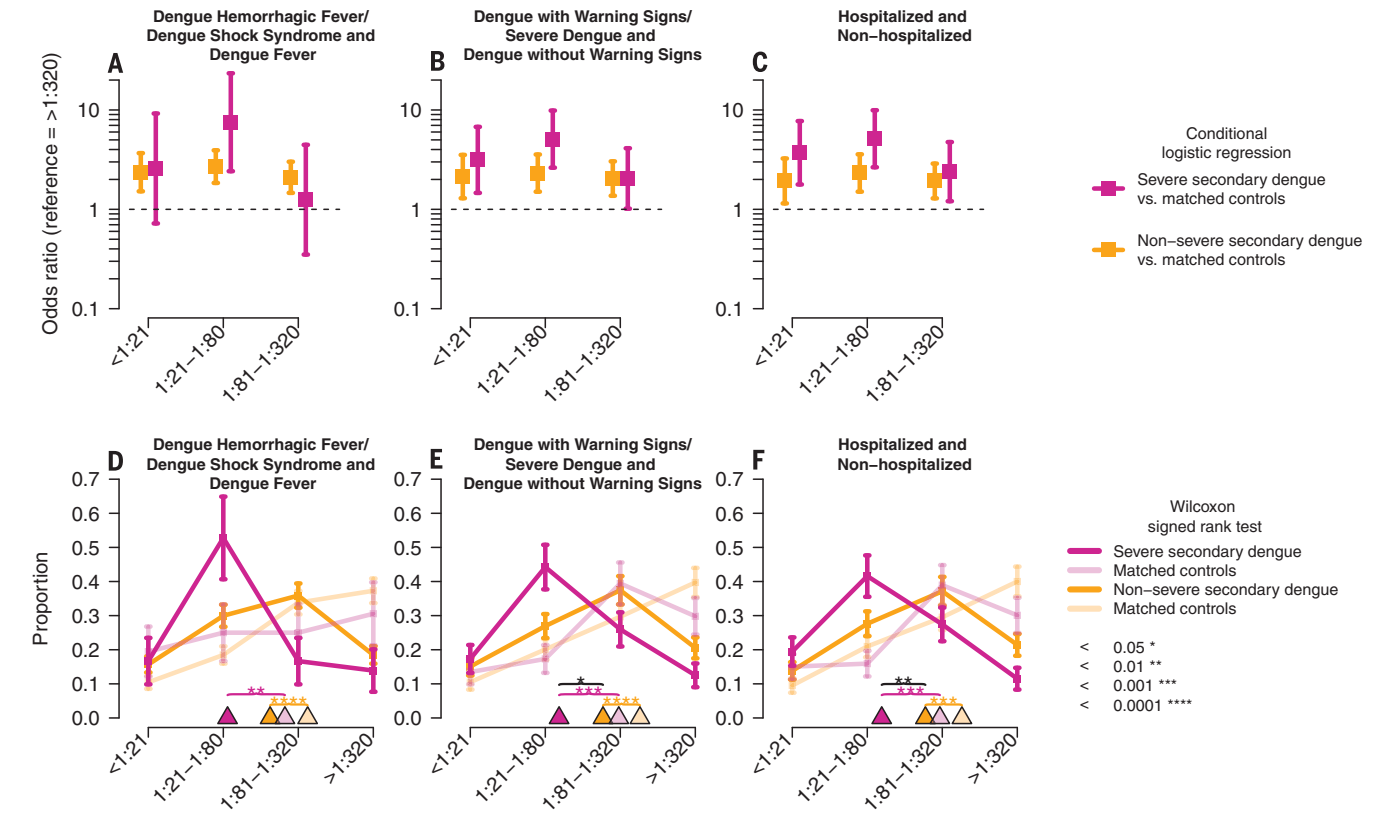 Dengue Hemorrhagic Fever/
Dengue Shock Syndrome and
Dengue Fever
A
Odds ratio (reference = >1:320)
10
1
0.1
<1:21
1:21–1:80
1:81–1:320
Dengue with Warning Signs/
Severe Dengue and
Dengue without Warning Signs
B
10
1
0.1
<1:21
1:21–1:80
1:81–1:320
Hospitalized and
Non–hospitalized
C
10
1
0.1
<1:21
1:21–1:80
1:81–1:320
Conditional
logistic regression
Severe secondary dengue
vs. matched controls
Non–severe secondary dengue
vs. matched controls
Dengue Hemorrhagic Fever/
Dengue Shock Syndrome and
Dengue Fever
D
Proportion
0.7
0.6
0.5
0.4
0.3
0.2
0.1
0.0
**
****
<1:21
1:21–1:80
1:81–1:320
>1:320
Dengue with Warning Signs/
Severe Dengue and
Dengue without Warning Signs
E
0.7
0.6
0.5
0.4
0.3
0.2
0.1
0.0
*
***
****
<1:21
1:21–1:80
1:81–1:320
>1:320
Hospitalized and
Non–hospitalized
F
0.7
0.6
0.5
0.4
0.3
0.2
0.1
0.0
**
***
***
<1:21
1:21–1:80
1:81–1:320
>1:320
Wilcoxon
signed rank test
Severe secondary dengue
Matched controls
Non–severe secondary dengue
Matched controls
< 0.05 *
< 0.01 **
< 0.001 ***
< 0.0001 ****